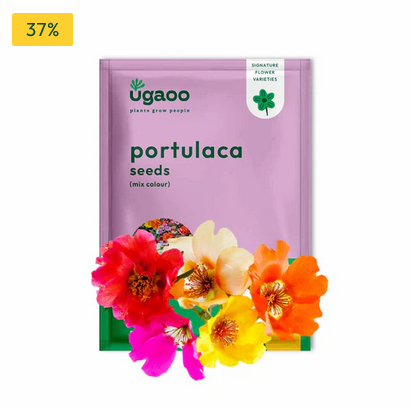 37%
SIGNATURE
FLOWER
VARIETIES
ugaoo
plants grow people
portulaca
seeds
(mix colour)